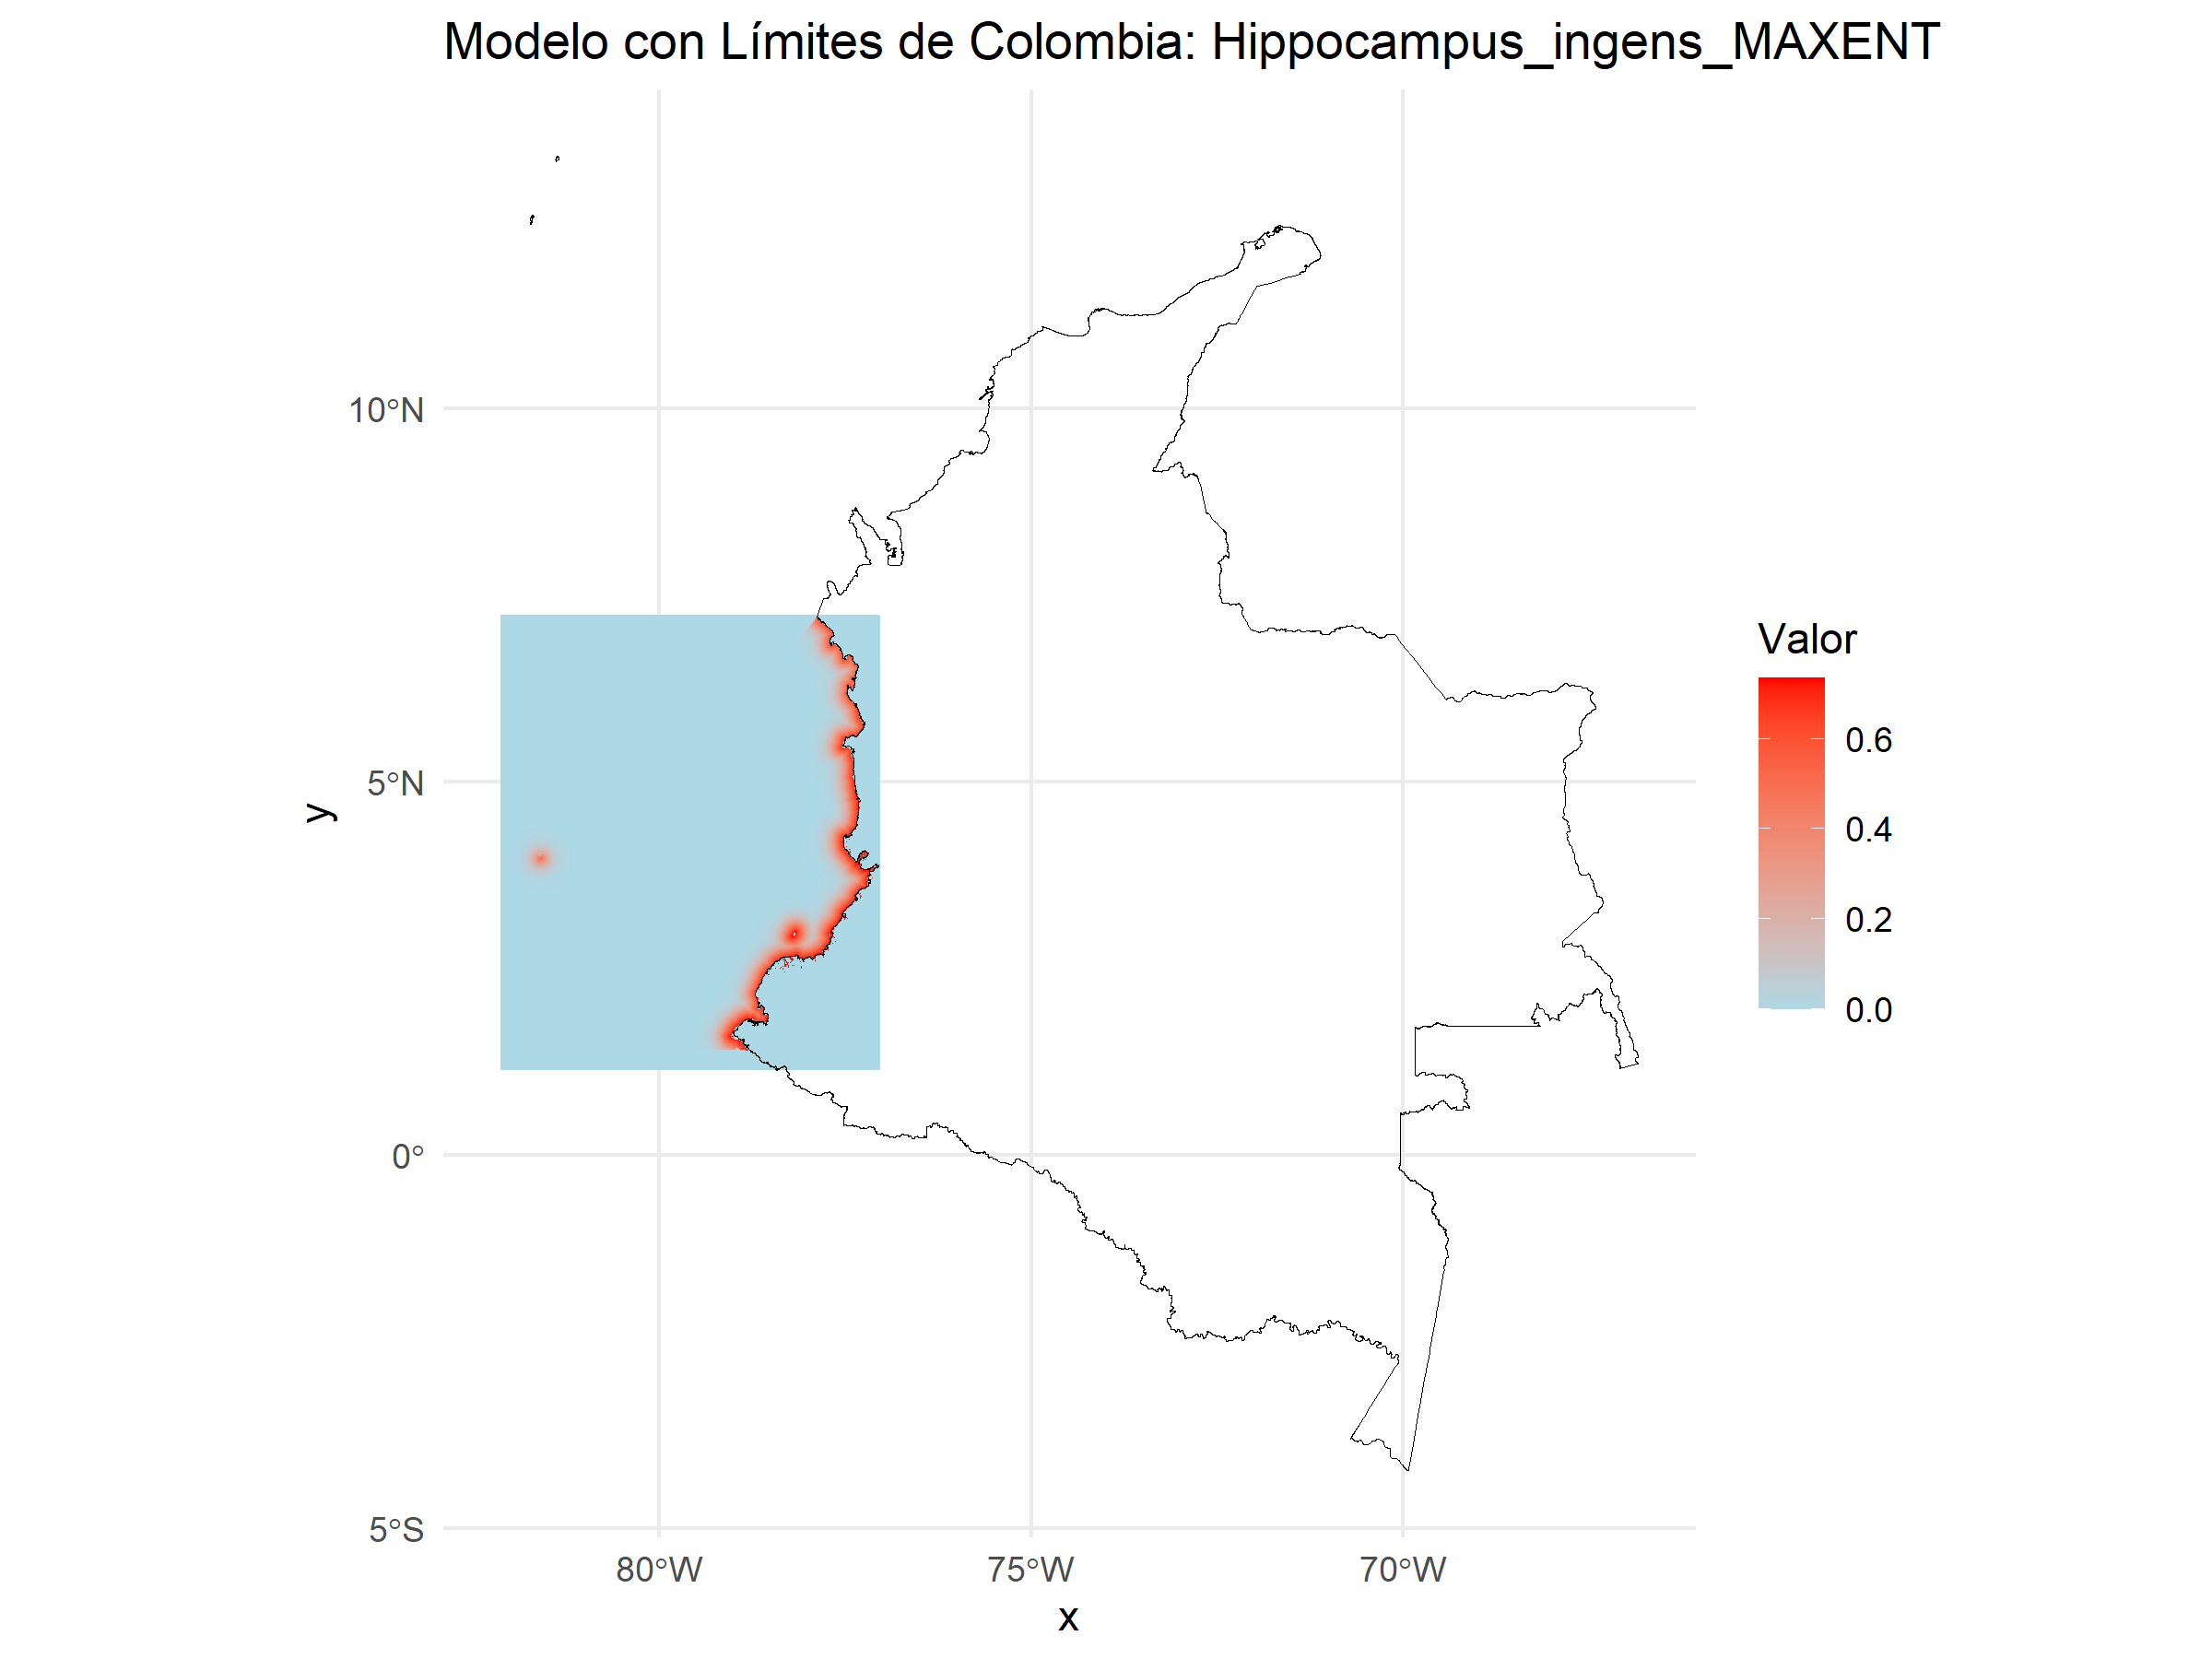 Modelo con Límites de Colombia: Hippocampus_ingens_MAXENT
10°N
5°N
0°
5°S
y
80°W 75°W 70°W
x
Valor
0.6
0.4
0.2
0.0